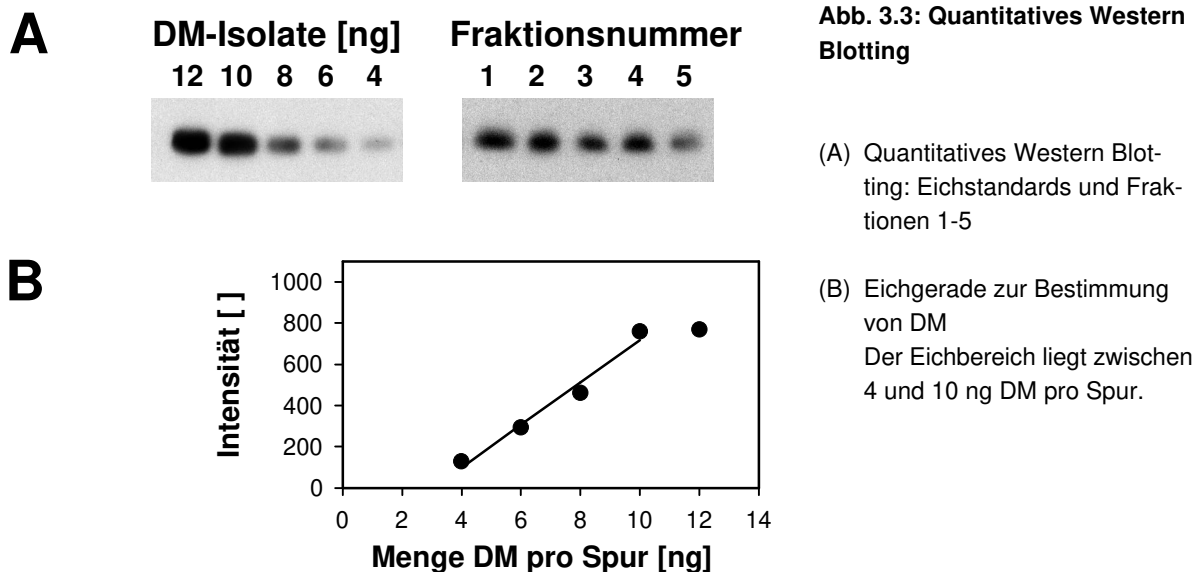 A
DM-Isolate [ng]
12 10 8 6 4
Fraktionsnummer
1 2 3 4 5
Abb. 3.3: Quantitatives Western
Blotting
(A) Quantitatives Western Blot-
ting: Eichstandards und Frak-
tionen 1-5
B
Intensität [ ]
1000
800
600
400
200
0
0 2 4 6 8 10 12 14
Menge DM pro Spur [ng]
(B) Eichgerade zur Bestimmung
von DM
Der Eichbereich liegt zwischen
4 und 10 ng DM pro Spur.